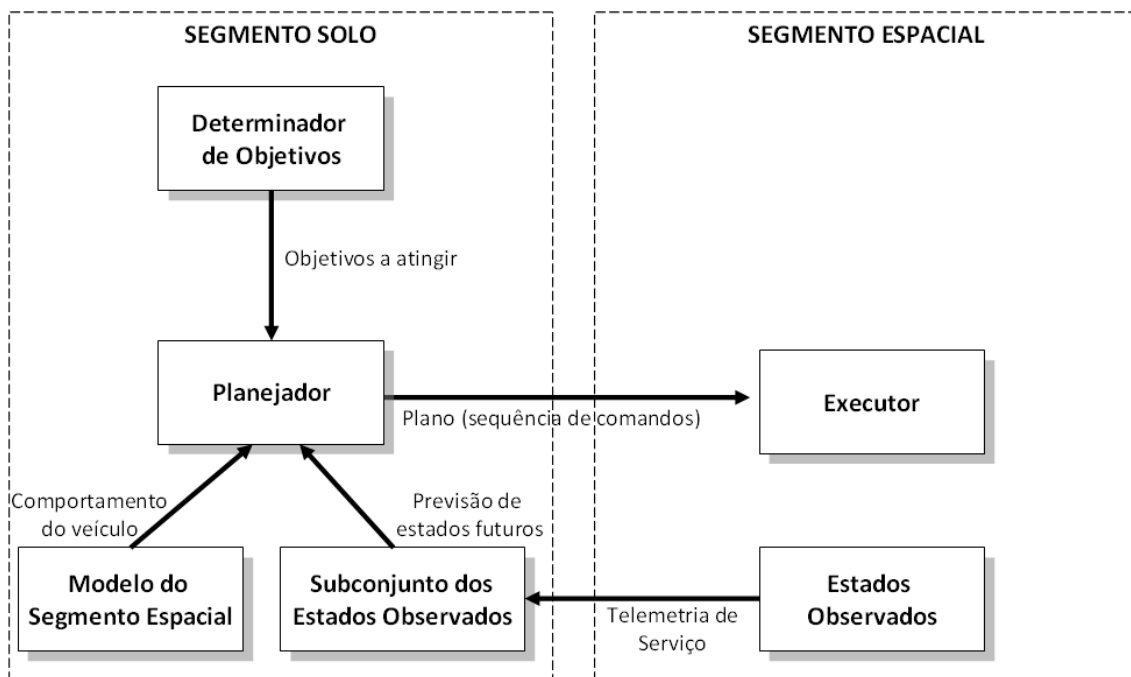 SEGMENTO SOLO
SEGMENTO ESPACIAL
Determinador
de Objetivos
Objetivos a atingir
Planejador
Plano (sequência de comandos)
Executor
Comportamento
do veículo
Previsão de
estados futuros
Modelo do
Segmento Espacial
Subconjunto dos
Estados Observados
Telemetria de
Serviço
Estados
Observados